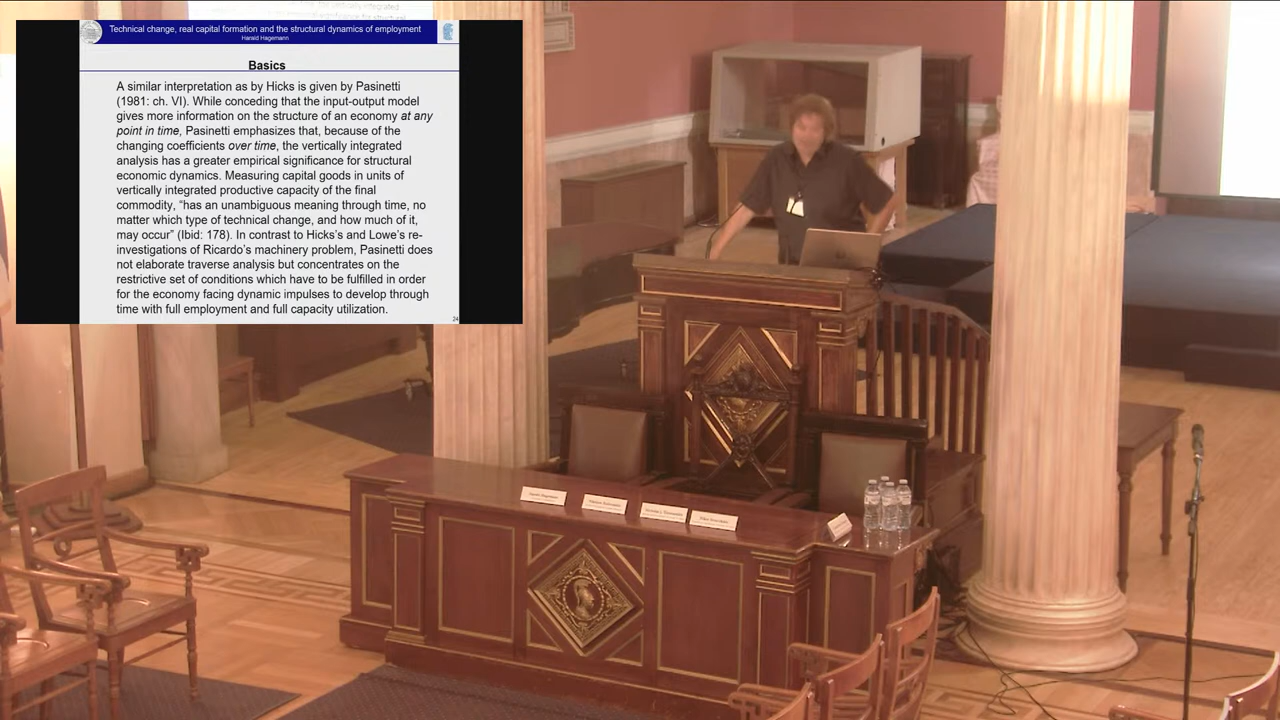 Technical change, real capital formation and the structural dynamics of employment
Harald Hagemann
Basics
A similar interpretation as by Hicks is given by Pasinetti
(1981: ch. VI). While conceding that the input-output model
gives more information on the structure of an economy at any
point in time, Pasinetti emphasizes that, because of the
changing coefficients over time, the vertically integrated
analysis has a greater empirical significance for structural
economic dynamics. Measuring capital goods in units of
vertically integrated productive capacity of the final
commodity, “has an unambiguous meaning through time, no
matter which type of technical change, and how much of it,
may occur” (Ibid: 178). In contrast to Hicks’s and Lowe’s re-
investigations of Ricardo’s machinery problem, Pasinetti does
not elaborate traverse analysis but concentrates on the
restrictive set of conditions which have to be fulfilled in order
for the economy facing dynamic impulses to develop through
time with full employment and full capacity utilization.
24
Harald Hagemann